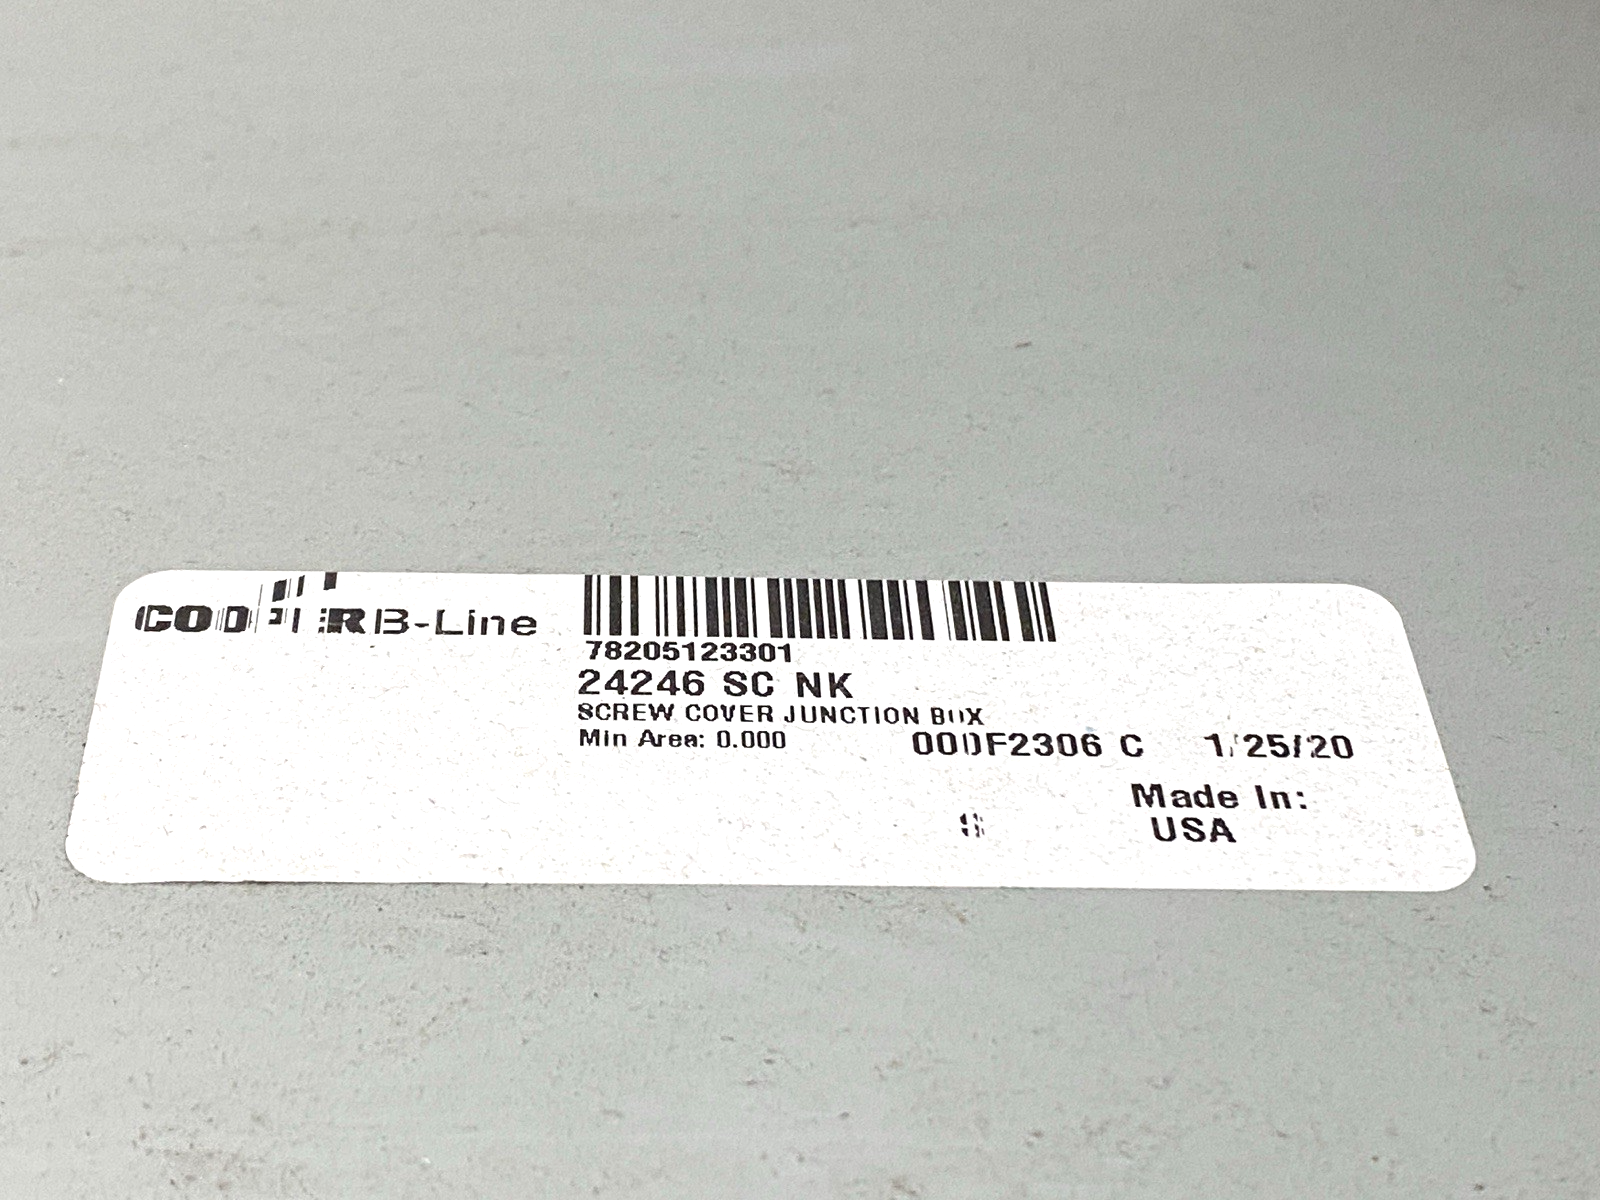 COOPER B-Line
78205123301
24246 SC NK
SCREW COVER JUNCTION BOX
Min Area: 0.000
000F2306 C 1/25/20
Made In:
USA